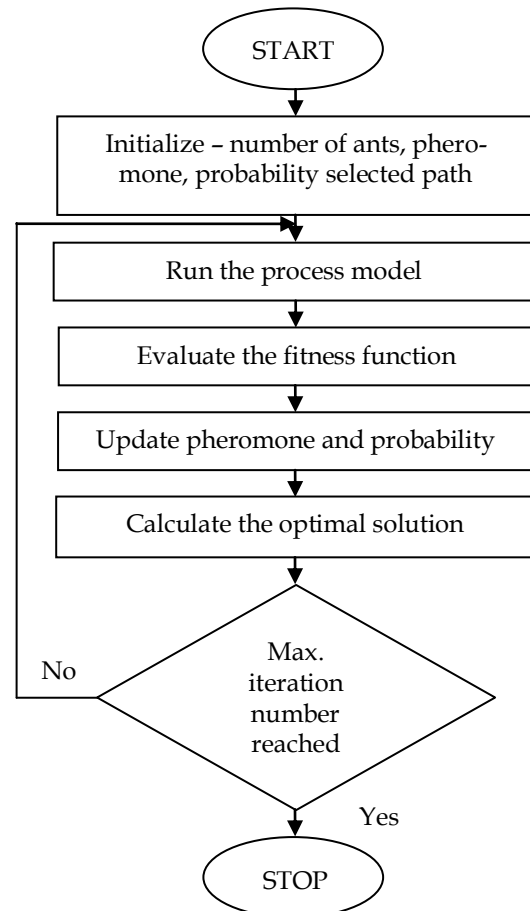 START
Initialize – number of ants, phero-
mone, probability selected path
Run the process model
Evaluate the fitness function
Update pheromone and probability
Calculate the optimal solution
No
Max.
iteration
number
reached
Yes
STOP